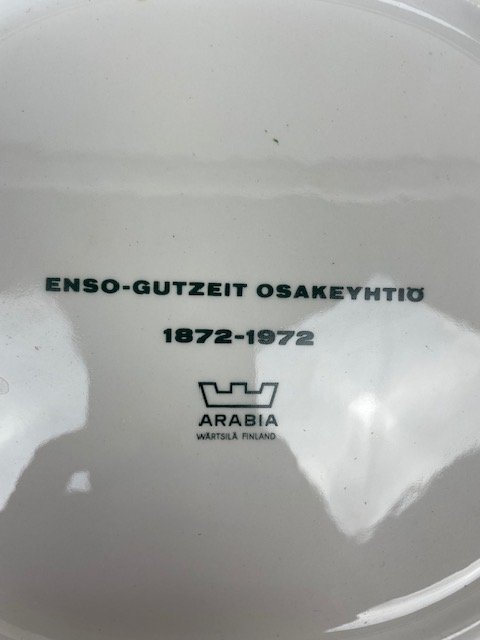 ENSO-GUTZEIT OSAKEYHTIÖ
1872-1972
ARABIA
WÄRTSILÄ FINLAND